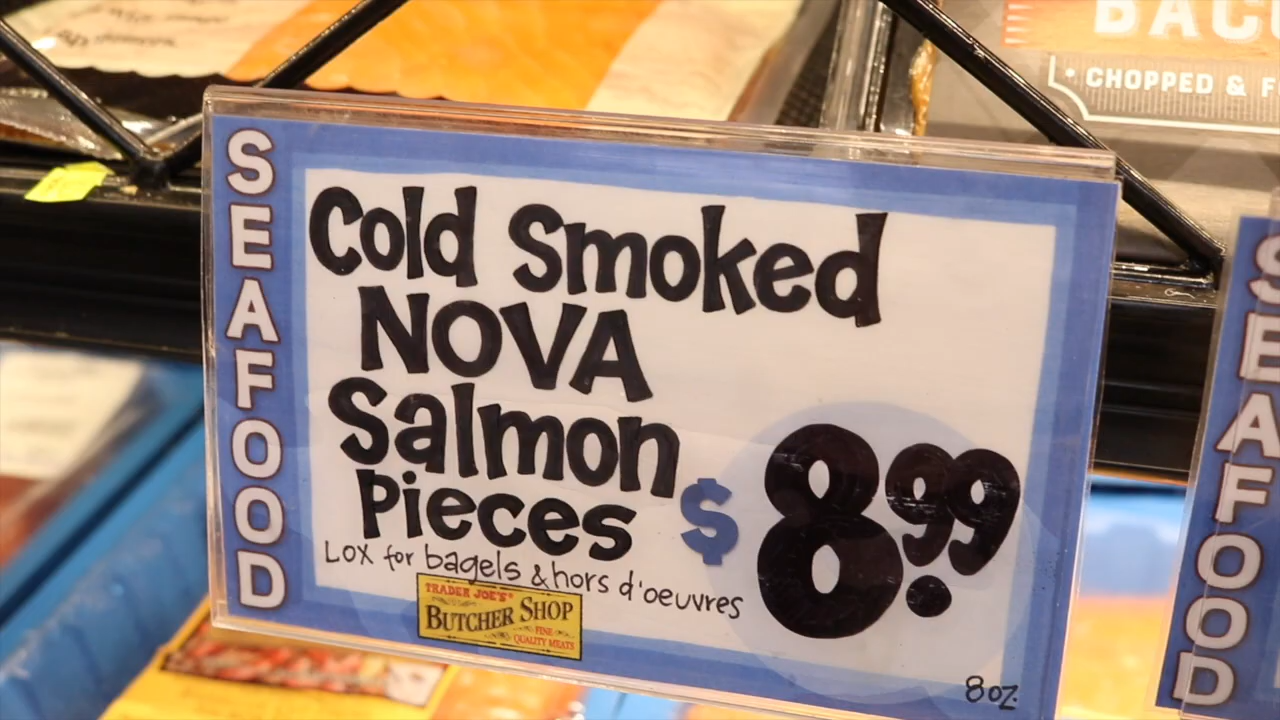 BACO
CHOPPED & F
SEAFOOD
Cold Smoked
NOVA
Salmon
Pieces
$8.99
Lox for bagels & hors d'oeuvres
TRADER JOE'S
BUTCHER SHOP
FINE
QUALITY MEATS
8oz.
SEAFOOD